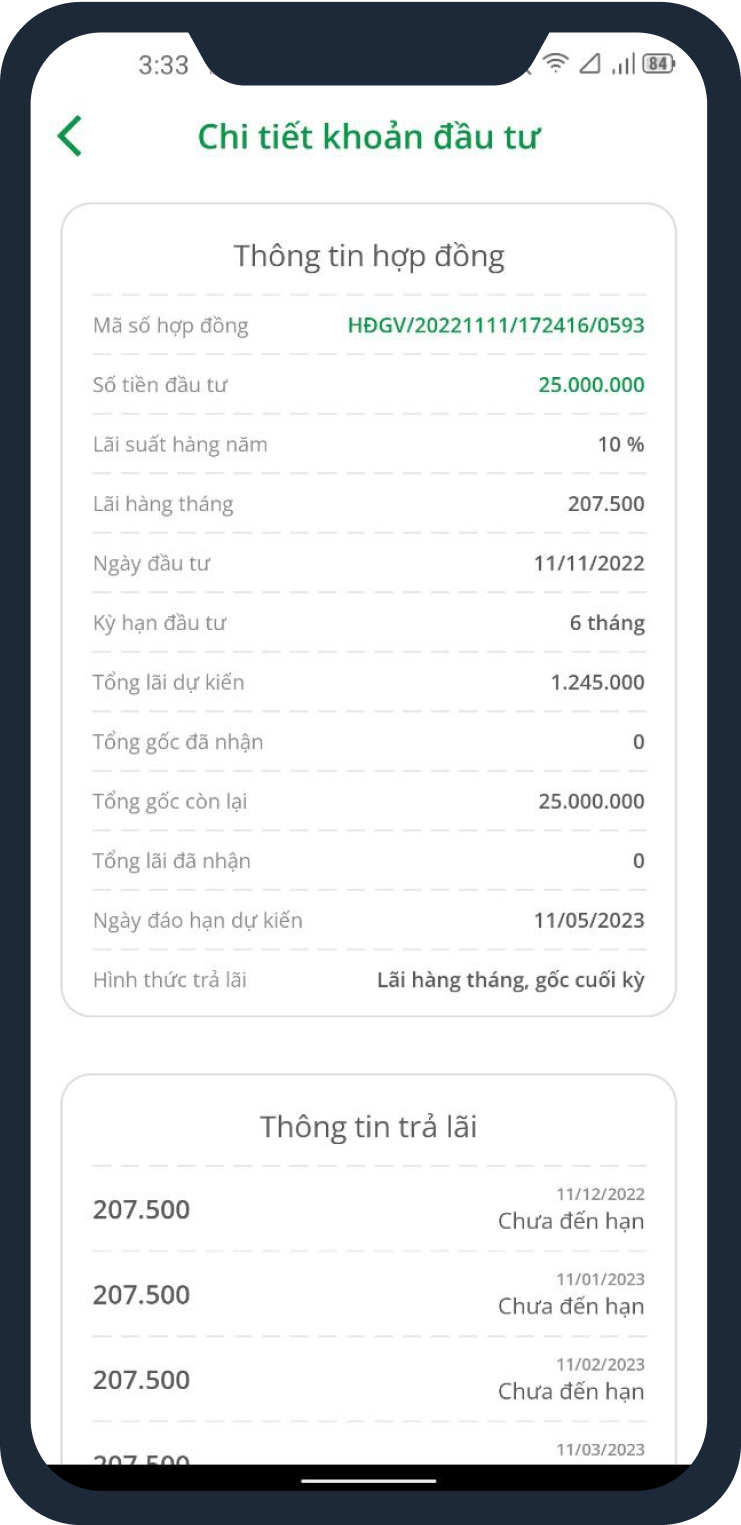 3:33
84
Chi tiết khoản đầu tư
Thông tin hợp đồng
Mã số hợp đồng HĐGV/20221111/172416/0593
Số tiền đầu tư 25.000.000
Lãi suất hàng năm 10 %
Lãi hàng tháng 207.500
Ngày đầu tư 11/11/2022
Kỳ hạn đầu tư 6 tháng
Tổng lãi dự kiến 1.245.000
Tổng gốc đã nhận 0
Tổng gốc còn lại 25.000.000
Tổng lãi đã nhận 0
Ngày đáo hạn dự kiến 11/05/2023
Hình thức trả lãi Lãi hàng tháng, gốc cuối kỳ
Thông tin trả lãi
11/12/2022
207.500 Chưa đến hạn
11/01/2023
207.500 Chưa đến hạn
11/02/2023
207.500 Chưa đến hạn
11/03/2023
207.500